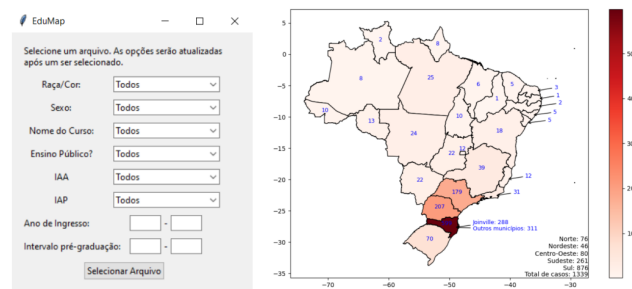 EduMap
Selecione um arquivo. As opções serão atualizadas
após um ser selecionado.
Raça/Cor: Todos
Sexo: Todos
Nome do Curso: Todos
Ensino Público? Todos
IAA Todos
IAP Todos
Ano de Ingresso: -
Intervalo pré-graduação: -
Selecionar Arquivo
5
0
−5
−10
−15
−20
−25
−30
−35
−70
−60
−50
−40
−30
2
8
8
25
6
5
3
1
1
2
5
5
10
13
10
18
24
22
12
39
22
12
31
179
207
70
Joinville: 288
Outros municípios: 311
Norte: 76
Nordeste: 46
Centro-Oeste: 80
Sudeste: 261
Sul: 876
Total de casos: 1339